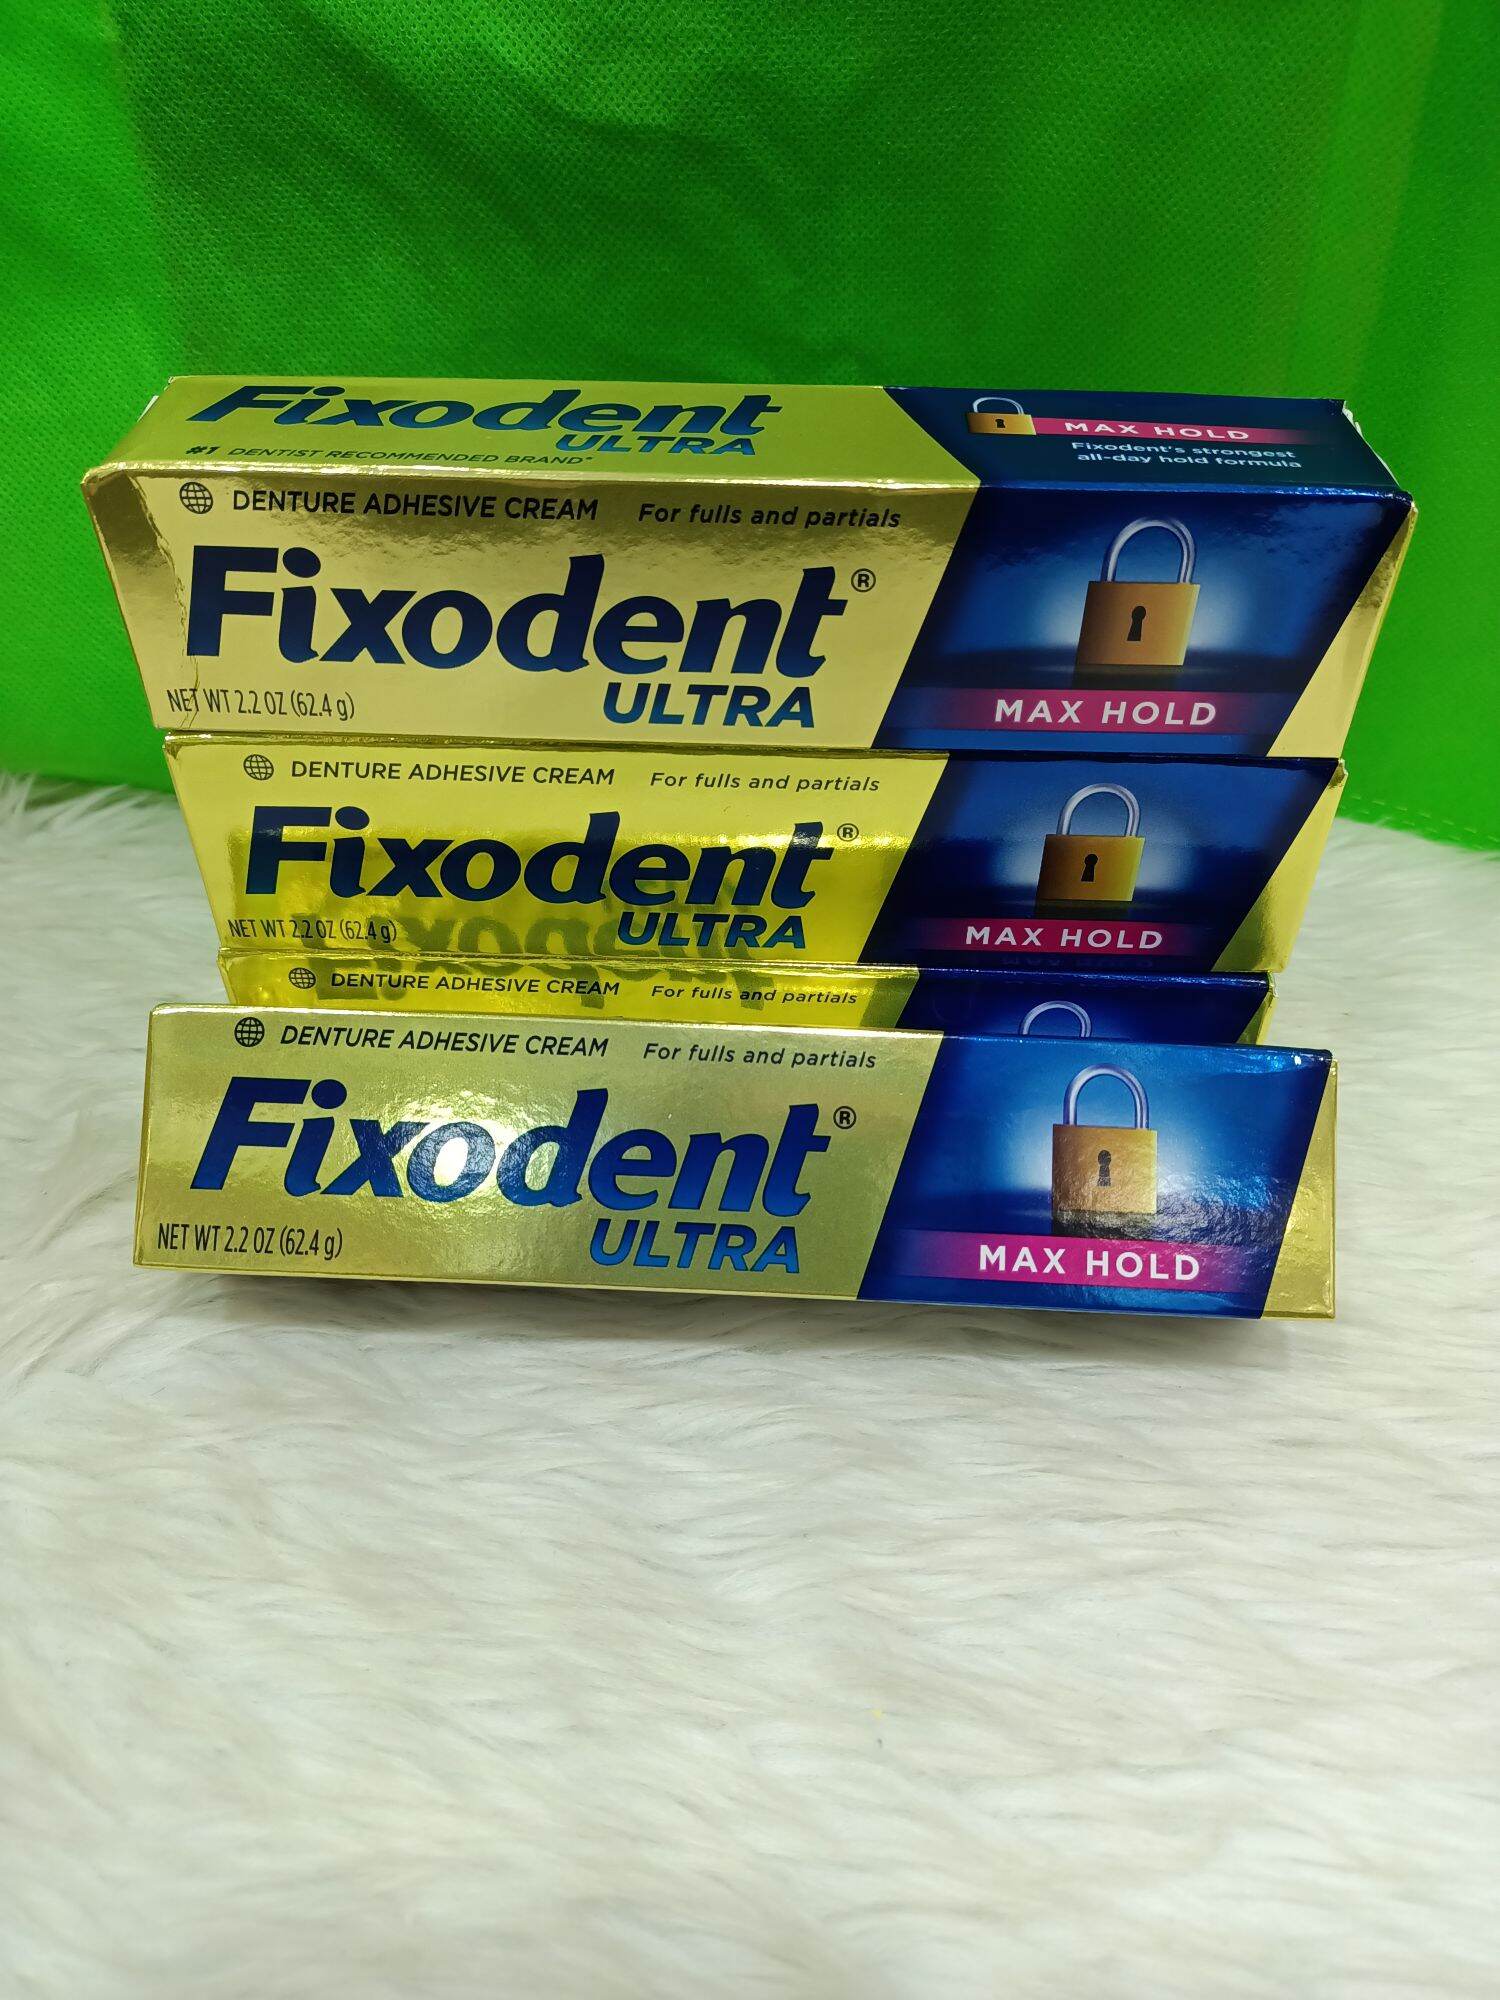 Fixodent
ULTRA
#1 DENTIST RECOMMENDED BRAND*
MAX HOLD
Fixodent's strongest
all-day hold formula
DENTURE ADHESIVE CREAM For fulls and partials
Fixodent®
ULTRA
NET WT 2.2 OZ (62.4 g)
MAX HOLD
DENTURE ADHESIVE CREAM For fulls and partials
Fixodent®
ULTRA
NET WT 2.2 OZ (62.4 g)
MAX HOLD
DENTURE ADHESIVE CREAM For fulls and partials
DENTURE ADHESIVE CREAM For fulls and partials
Fixodent®
ULTRA
NET WT 2.2 OZ (62.4 g)
MAX HOLD